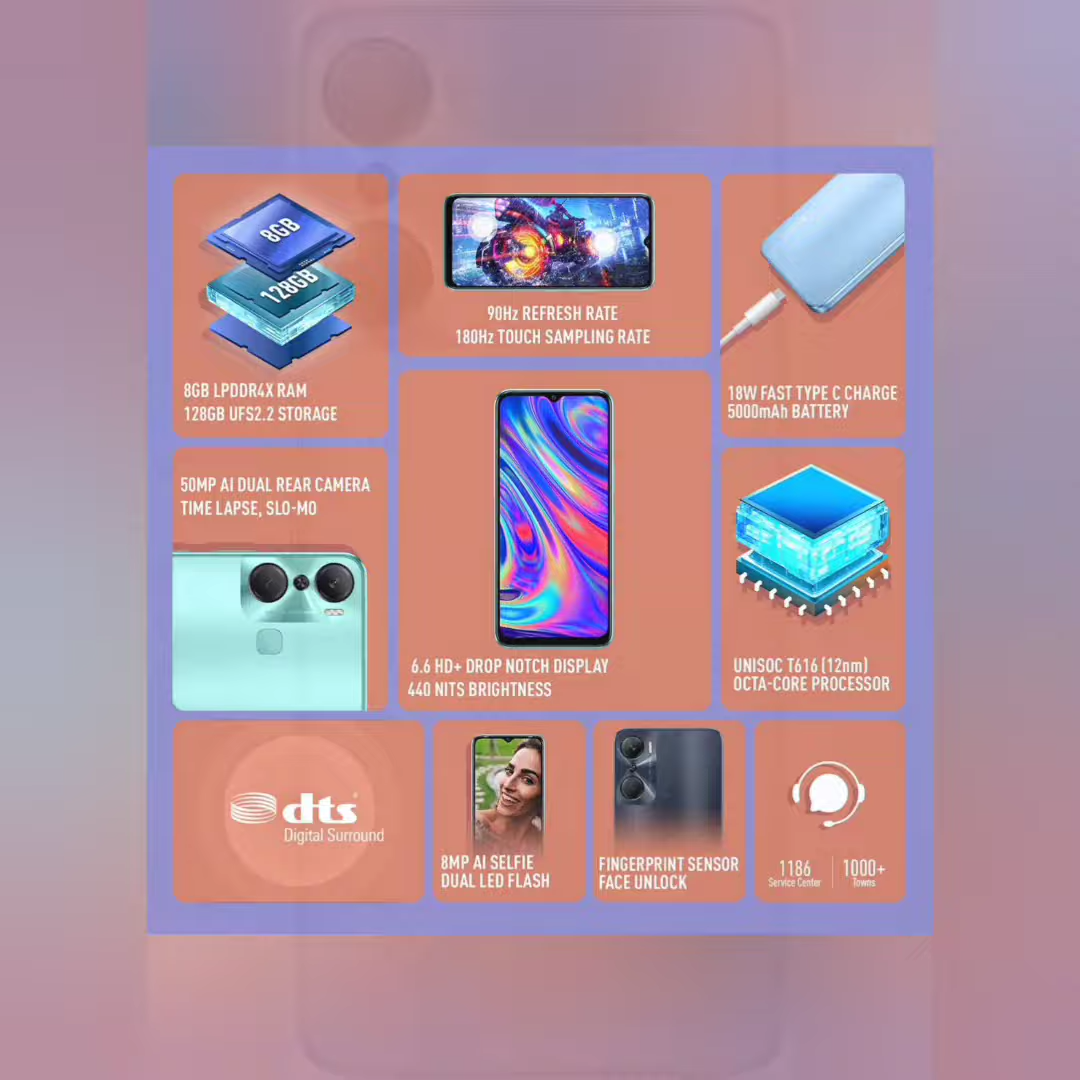 8GB
128GB
8GB LPDDR4X RAM
128GB UFS2.2 STORAGE
90Hz REFRESH RATE
180Hz TOUCH SAMPLING RATE
18W FAST TYPE C CHARGE
5000mAh BATTERY
50MP AI DUAL REAR CAMERA
TIME LAPSE, SLO-MO
6.6 HD+ DROP NOTCH DISPLAY
440 NITS BRIGHTNESS
UNISOC T616 (12nm)
OCTA-CORE PROCESSOR
dts
Digital Surround
8MP AI SELFIE
DUAL LED FLASH
FINGERPRINT SENSOR
FACE UNLOCK
1186
Service Center
1000+
Towns